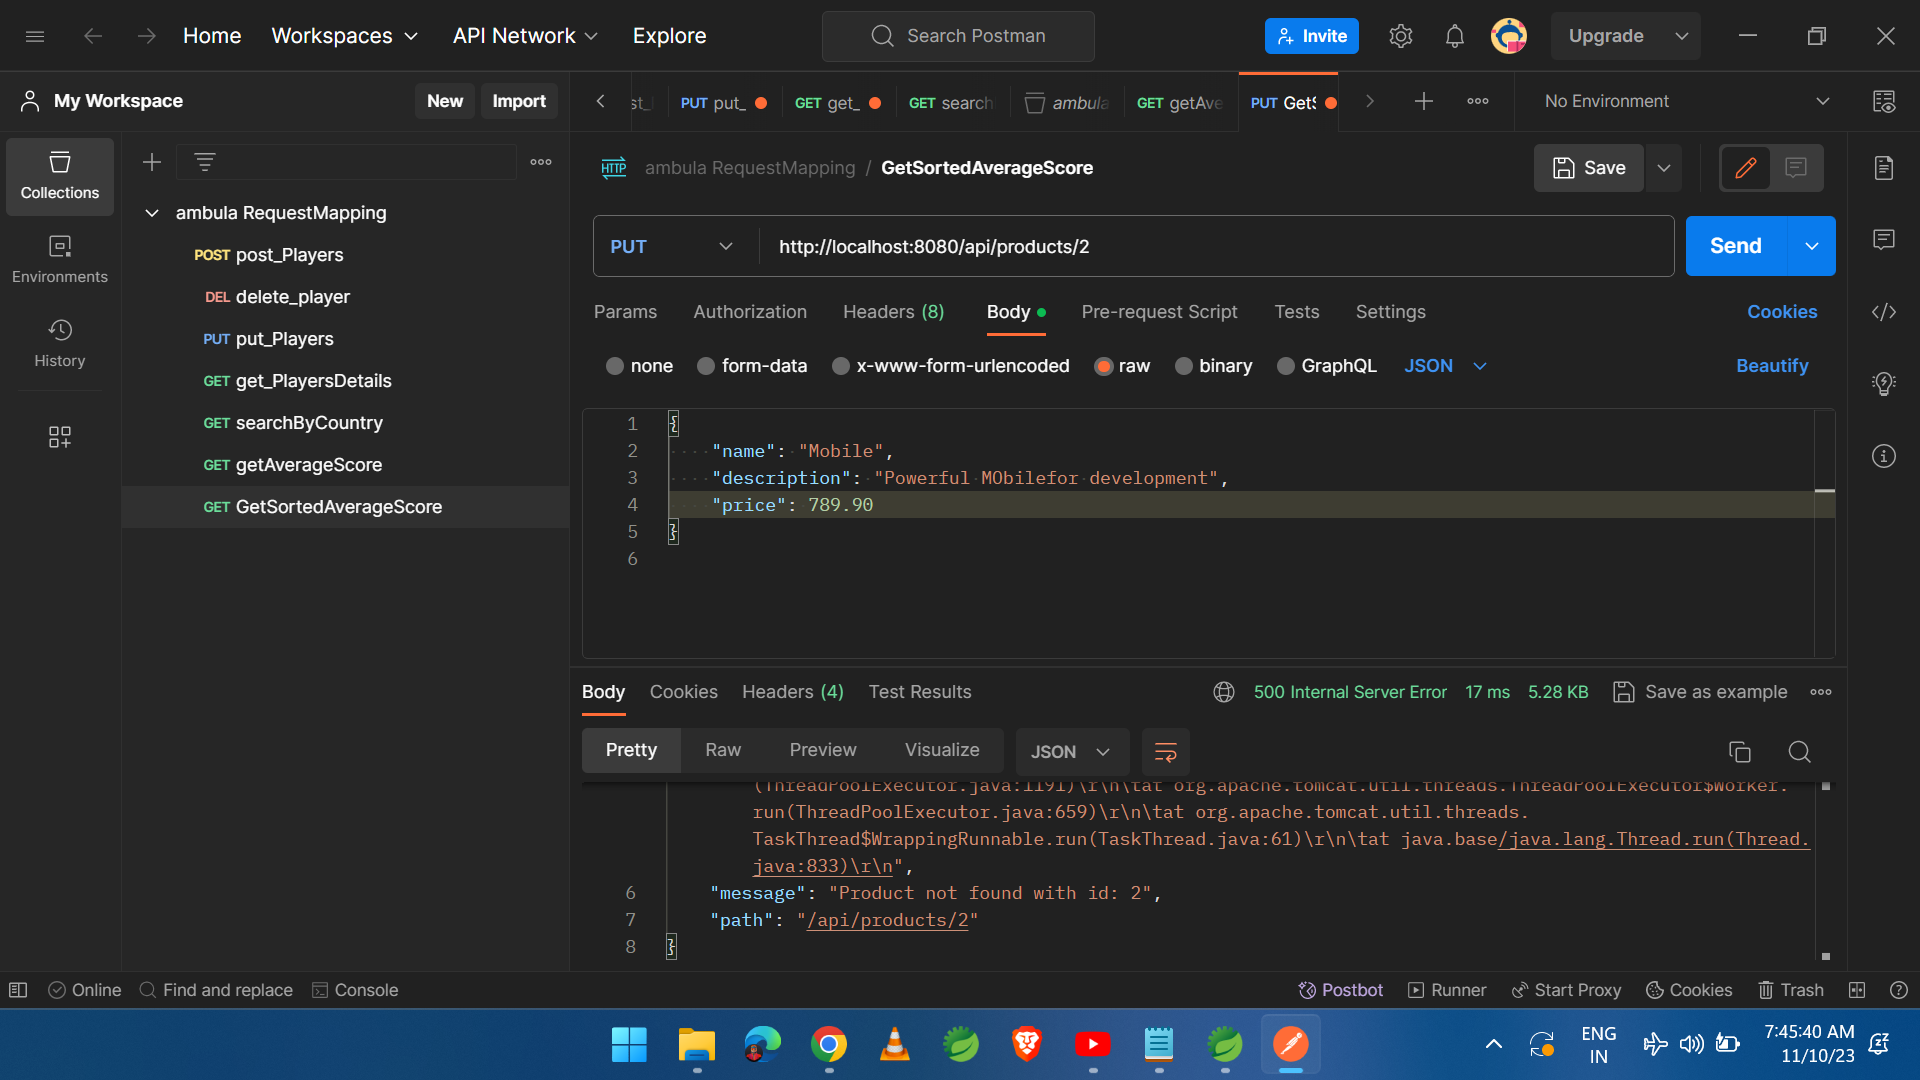 Home Workspaces API Network Explore Search Postman Invite Upgrade
My Workspace New Import
st_ PUT put_ GET get_ GET search ambula GET getAve PUT GetS No Environment
Collections
Environments
History
ambula RequestMapping
POST post_Players
DEL delete_player
PUT put_Players
GET get_PlayersDetails
GET searchByCountry
GET getAverageScore
GET GetSortedAverageScore
HTTP ambula RequestMapping / GetSortedAverageScore Save
PUT http://localhost:8080/api/products/2 Send
Params Authorization Headers (8) Body Pre-request Script Tests Settings Cookies
none form-data x-www-form-urlencoded raw binary GraphQL JSON Beautify
1 {
2 "name": "Mobile",
3 "description": "Powerful MObilefor development",
4 "price": 789.90
5 }
6
Body Cookies Headers (4) Test Results 500 Internal Server Error 17 ms 5.28 KB Save as example
Pretty Raw Preview Visualize JSON
(ThreadPoolExecutor.java:1191)\r\n\tat org.apache.tomcat.util.threads.ThreadPoolExecutor$Worker.
run(ThreadPoolExecutor.java:659)\r\n\tat org.apache.tomcat.util.threads.
TaskThread$WrappingRunnable.run(TaskThread.java:61)\r\n\tat java.base/java.lang.Thread.run(Thread.
java:833)\r\n",
6 "message": "Product not found with id: 2",
7 "path": "/api/products/2"
8 }
Online Find and replace Console Postbot Runner Start Proxy Cookies Trash
ENG
IN
7:45:40 AM
11/10/23